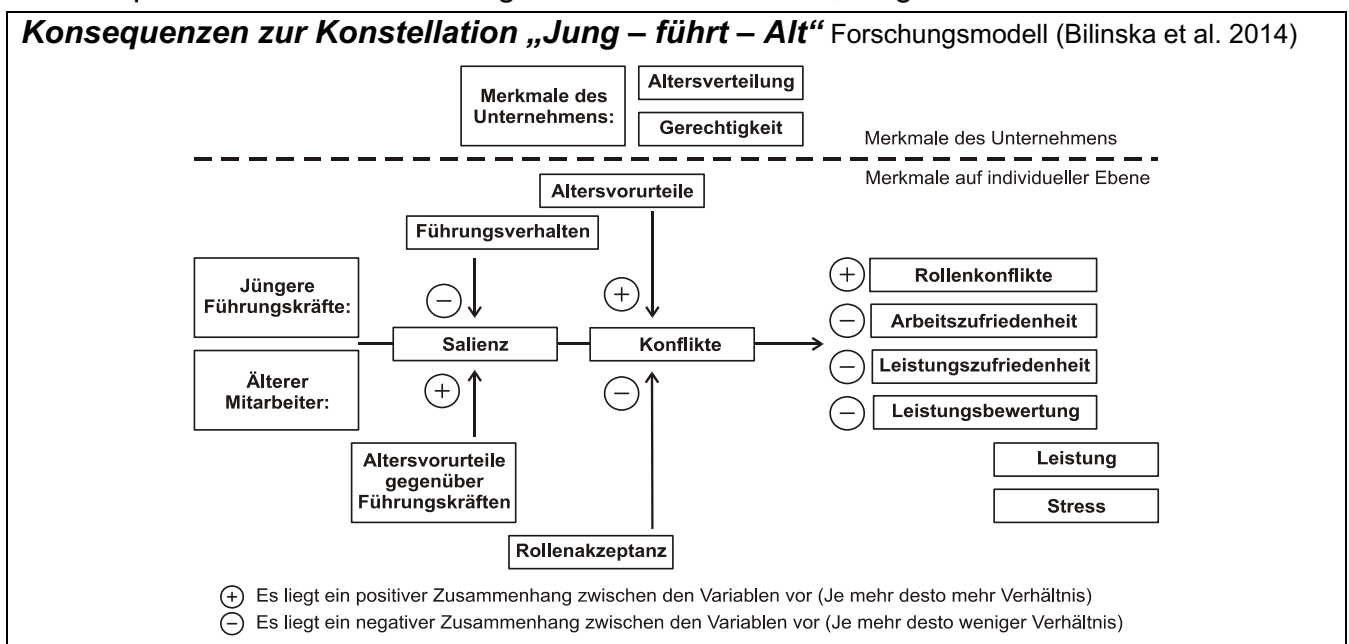 Konsequenzen zur Konstellation „Jung – führt – Alt“ Forschungsmodell (Bilinska et al. 2014)
Merkmale des
Unternehmens:
Altersverteilung
Gerechtigkeit
Merkmale des Unternehmens
Merkmale auf individueller Ebene
Altersvorurteile
Führungsverhalten
Jüngere
Führungskräfte:
Älterer
Mitarbeiter:
−
+
Salienz
Konflikte
+
−
Altersvorurteile
gegenüber
Führungskräften
Rollenakzeptanz
+ Rollenkonflikte
− Arbeitszufriedenheit
− Leistungszufriedenheit
− Leistungsbewertung
Leistung
Stress
+ Es liegt ein positiver Zusammenhang zwischen den Variablen vor (Je mehr desto mehr Verhältnis)
− Es liegt ein negativer Zusammenhang zwischen den Variablen vor (Je mehr desto weniger Verhältnis)